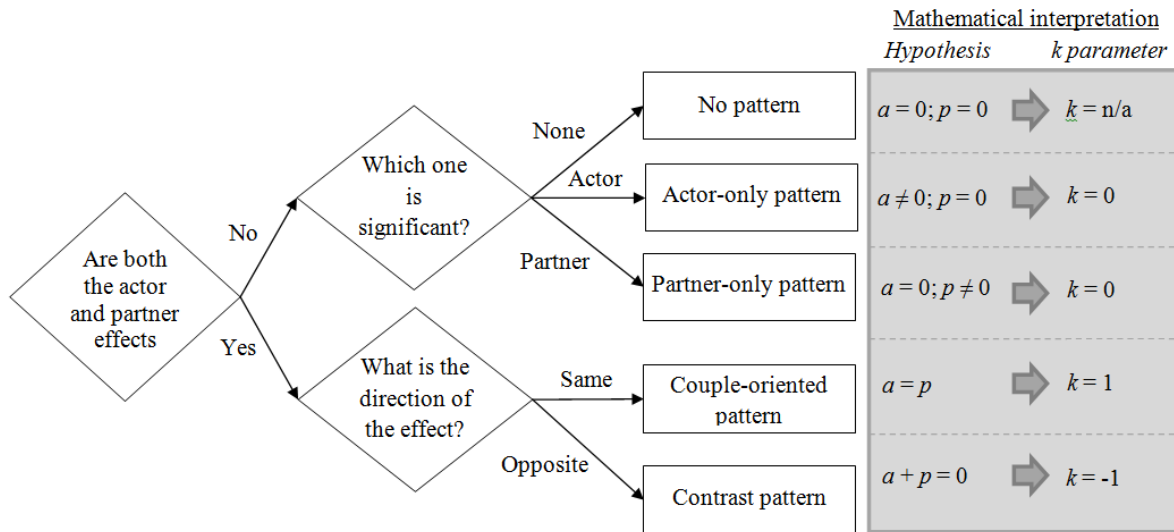 Mathematical interpretation
Hypothesis k parameter
No pattern
a = 0; p = 0 k = n/a
None
Which one
is
significant?
Actor
Actor-only pattern
a ≠ 0; p = 0 k = 0
No
Partner
Partner-only pattern
a = 0; p ≠ 0 k = 0
Are both
the actor
and partner
effects
Yes
What is the
direction of
the effect?
Same
Couple-oriented
pattern
a = p k = 1
Opposite
Contrast pattern
a + p = 0 k = -1